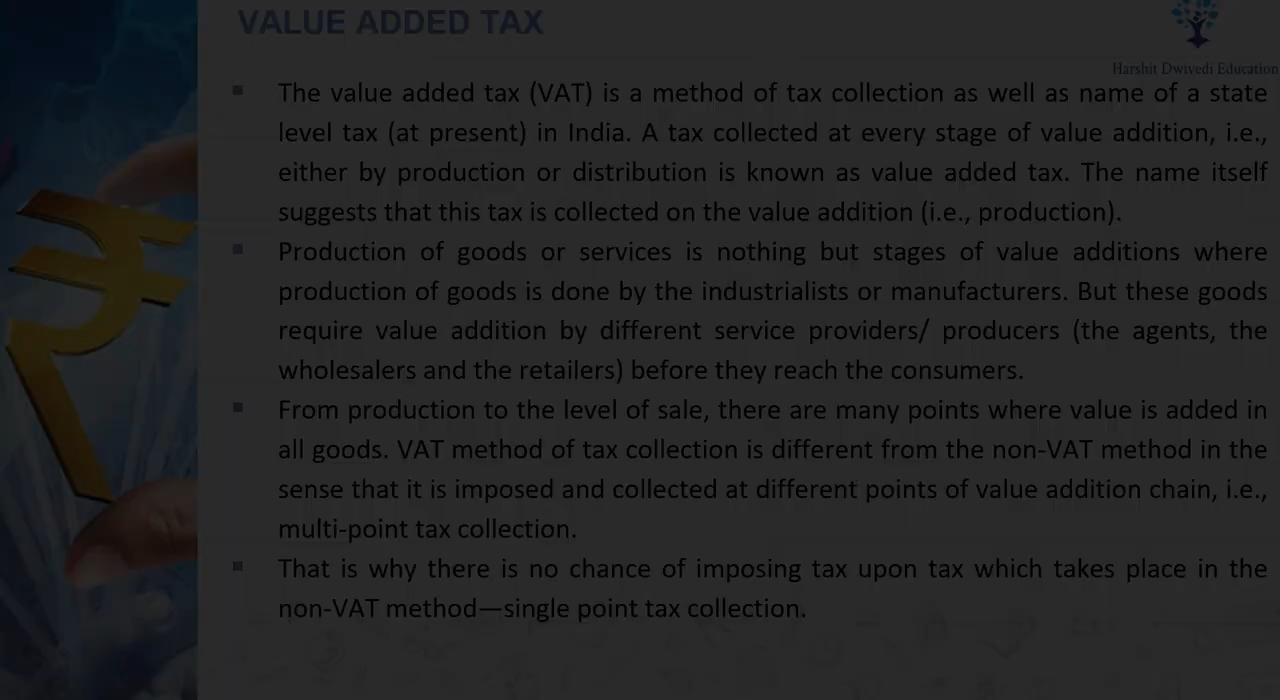 VALUE ADDED TAX
Harshit Dwivedi Education
▪ The value added tax (VAT) is a method of tax collection as well as name of a state
level tax (at present) in India. A tax collected at every stage of value addition, i.e.,
either by production or distribution is known as value added tax. The name itself
suggests that this tax is collected on the value addition (i.e., production).
▪ Production of goods or services is nothing but stages of value additions where
production of goods is done by the industrialists or manufacturers. But these goods
require value addition by different service providers/ producers (the agents, the
wholesalers and the retailers) before they reach the consumers.
▪ From production to the level of sale, there are many points where value is added in
all goods. VAT method of tax collection is different from the non-VAT method in the
sense that it is imposed and collected at different points of value addition chain, i.e.,
multi-point tax collection.
▪ That is why there is no chance of imposing tax upon tax which takes place in the
non-VAT method—single point tax collection.